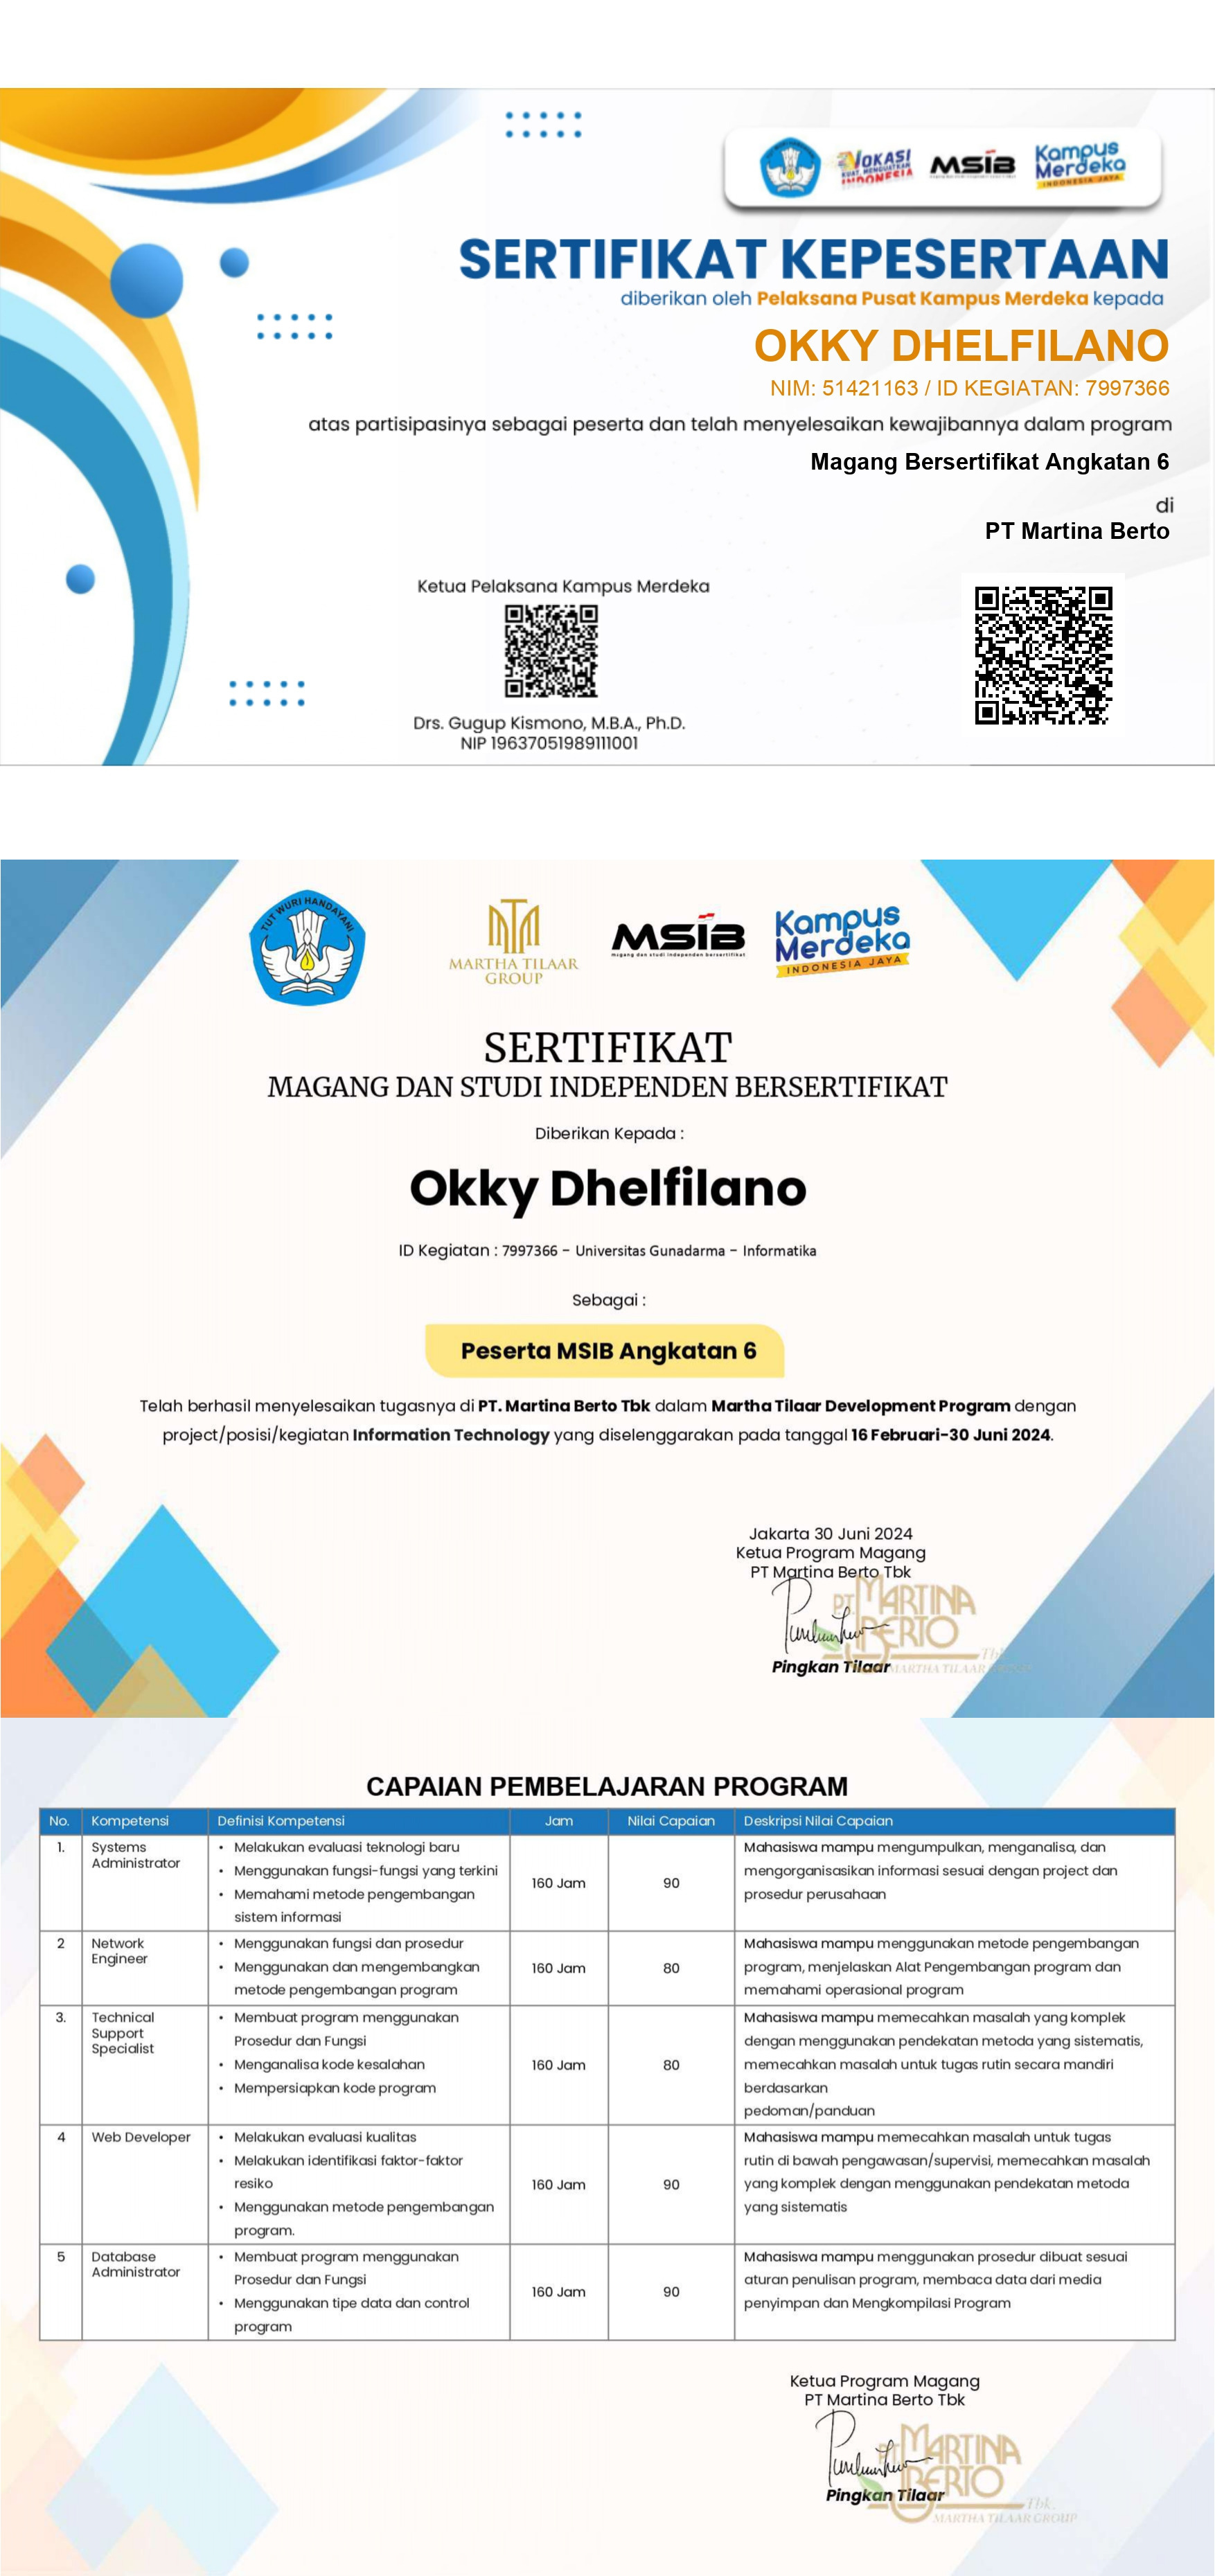 TUT WURI HANDAYANI
VOKASI
KUAT, MENGUATKAN
INDONESIA
MSIB
Kampus
Merdeka
INDONESIA JAYA
SERTIFIKAT KEPESERTAAN
diberikan oleh Pelaksana Pusat Kampus Merdeka kepada
OKKY DHELFILANO
NIM: 51421163 / ID KEGIATAN: 7997366
atas partisipasinya sebagai peserta dan telah menyelesaikan kewajibannya dalam program
Magang Bersertifikat Angkatan 6
di
PT Martina Berto
Ketua Pelaksana Kampus Merdeka
Drs. Gugup Kismono, M.B.A., Ph.D.
NIP 19637051989111001
TUT WURI HANDAYANI
MARTHA TILAAR
GROUP
MSIB
magang dan studi independen bersertifikat
Kampus
Merdeka
INDONESIA JAYA
SERTIFIKAT
MAGANG DAN STUDI INDEPENDEN BERSERTIFIKAT
Diberikan Kepada :
Okky Dhelfilano
ID Kegiatan : 7997366 – Universitas Gunadarma – Informatika
Sebagai :
Peserta MSIB Angkatan 6
Telah berhasil menyelesaikan tugasnya di PT. Martina Berto Tbk dalam Martha Tilaar Development Program dengan
project/posisi/kegiatan Information Technology yang diselenggarakan pada tanggal 16 Februari-30 Juni 2024.
Jakarta 30 Juni 2024
Ketua Program Magang
PT Martina Berto Tbk
PT. MARTINA
BERTO
Tbk
Pingkan Tilaar
MARTHA TILAAR GROUP
CAPAIAN PEMBELAJARAN PROGRAM
No. Kompetensi Definisi Kompetensi Jam Nilai Capaian Deskripsi Nilai Capaian
1. Systems
Administrator
• Melakukan evaluasi teknologi baru
• Menggunakan fungsi-fungsi yang terkini
• Memahami metode pengembangan
sistem informasi
160 Jam
90
Mahasiswa mampu mengumpulkan, menganalisa, dan
mengorganisasikan informasi sesuai dengan project dan
prosedur perusahaan
2 Network
Engineer
• Menggunakan fungsi dan prosedur
• Menggunakan dan mengembangkan
metode pengembangan program
160 Jam
80
Mahasiswa mampu menggunakan metode pengembangan
program, menjelaskan Alat Pengembangan program dan
memahami operasional program
3. Technical
Support
Specialist
• Membuat program menggunakan
Prosedur dan Fungsi
• Menganalisa kode kesalahan
• Mempersiapkan kode program
160 Jam
80
Mahasiswa mampu memecahkan masalah yang komplek
dengan menggunakan pendekatan metoda yang sistematis,
memecahkan masalah untuk tugas rutin secara mandiri
berdasarkan
pedoman/panduan
4 Web Developer
• Melakukan evaluasi kualitas
• Melakukan identifikasi faktor-faktor
resiko
• Menggunakan metode pengembangan
program.
160 Jam
90
Mahasiswa mampu memecahkan masalah untuk tugas
rutin di bawah pengawasan/supervisi, memecahkan masalah
yang komplek dengan menggunakan pendekatan metoda
yang sistematis
5 Database
Administrator
• Membuat program menggunakan
Prosedur dan Fungsi
• Menggunakan tipe data dan control
program
160 Jam
90
Mahasiswa mampu menggunakan prosedur dibuat sesuai
aturan penulisan program, membaca data dari media
penyimpan dan Mengkompilasi Program
Ketua Program Magang
PT Martina Berto Tbk
MARTINA
BERTO
Pingkan Tilaar
Tbk.
MARTHA TILAAR GROUP